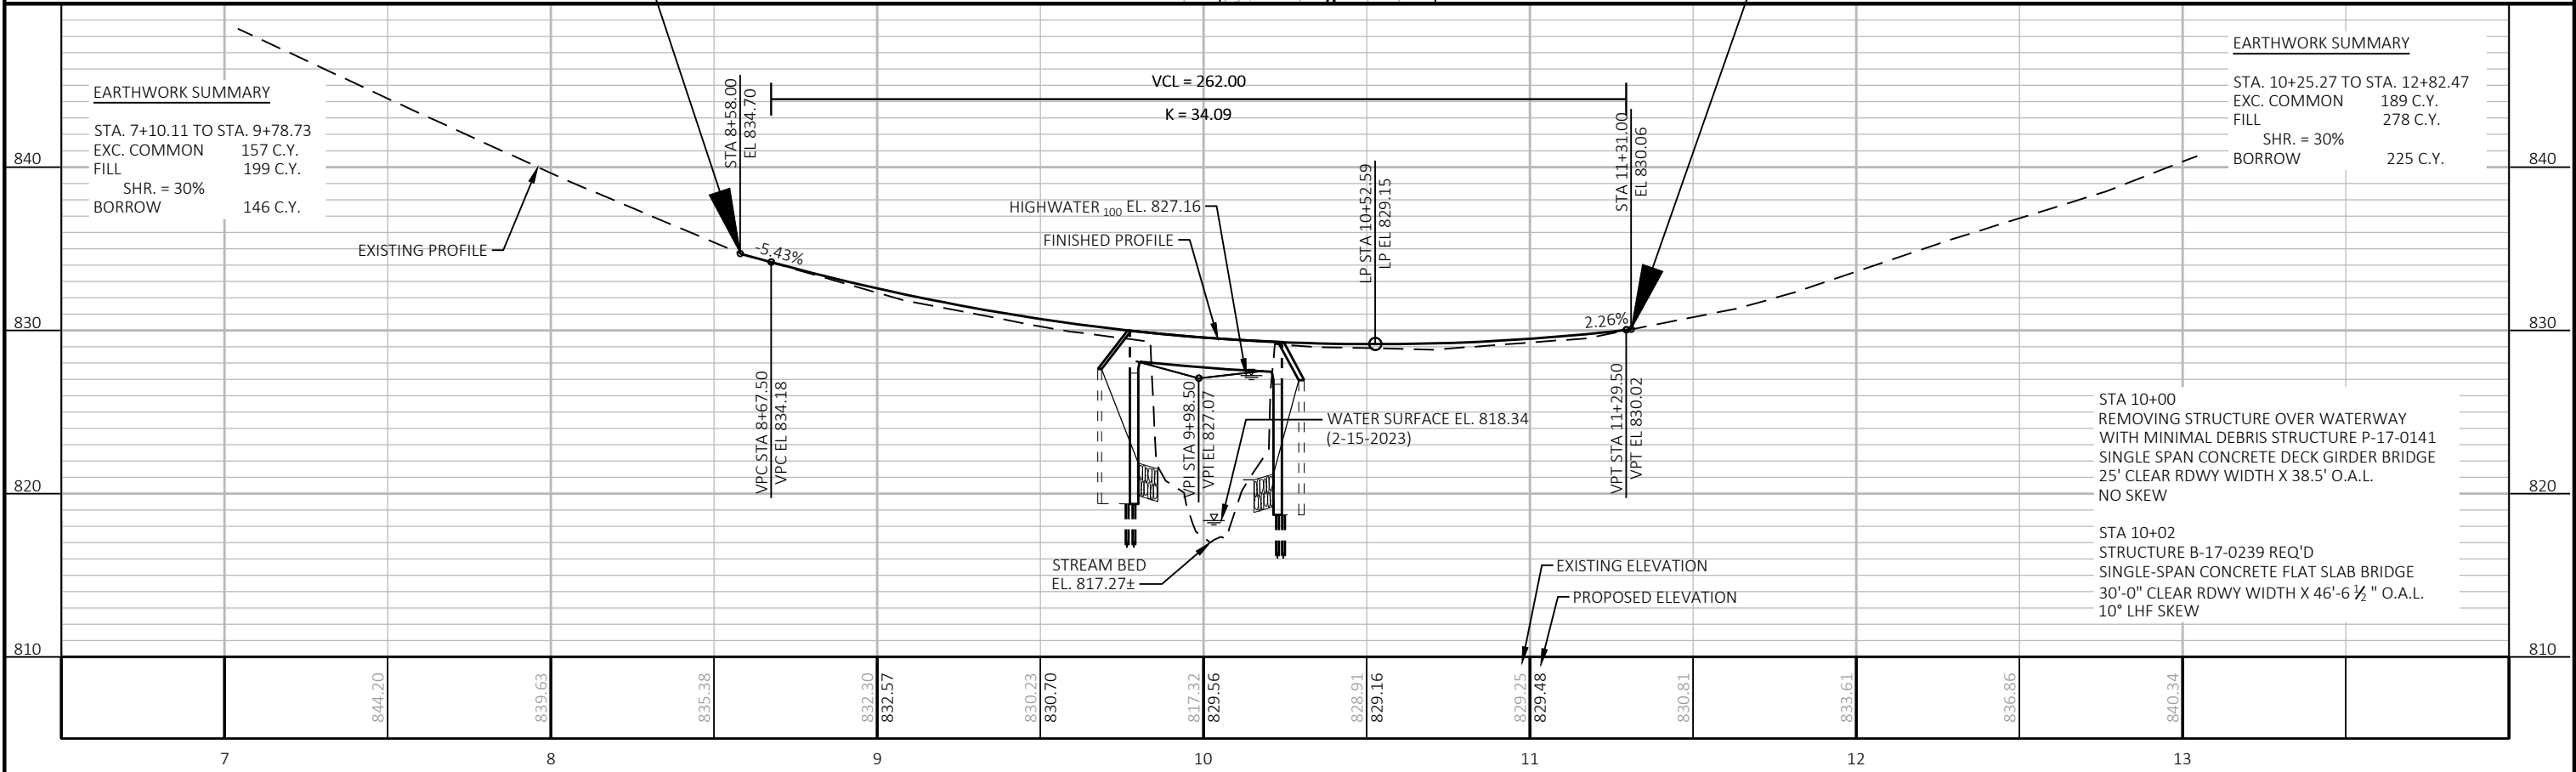 EARTHWORK SUMMARY
STA. 7+10.11 TO STA. 9+78.73
EXC. COMMON 157 C.Y.
FILL 199 C.Y.
SHR. = 30%
BORROW 146 C.Y.
EXISTING PROFILE
STA 8+58.00
EL 834.70
-5.43%
VCL = 262.00
K = 34.09
HIGHWATER 100 EL. 827.16
FINISHED PROFILE
LP STA 10+52.59
LP EL 829.15
STA 11+31.00
EL 830.06
2.26%
EARTHWORK SUMMARY
STA. 10+25.27 TO STA. 12+82.47
EXC. COMMON 189 C.Y.
FILL 278 C.Y.
SHR. = 30%
BORROW 225 C.Y.
840
840
830
830
820
820
810
810
VPC STA 8+67.50
VPC EL 834.18
VPI STA 9+98.50
VPI EL 827.07
VPT STA 11+29.50
VPT EL 830.02
WATER SURFACE EL. 818.34
(2-15-2023)
STREAM BED
EL. 817.27±
EXISTING ELEVATION
PROPOSED ELEVATION
STA 10+00
REMOVING STRUCTURE OVER WATERWAY
WITH MINIMAL DEBRIS STRUCTURE P-17-0141
SINGLE SPAN CONCRETE DECK GIRDER BRIDGE
25' CLEAR RDWY WIDTH X 38.5' O.A.L.
NO SKEW
STA 10+02
STRUCTURE B-17-0239 REQ'D
SINGLE-SPAN CONCRETE FLAT SLAB BRIDGE
30'-0" CLEAR RDWY WIDTH X 46'-6 ½ " O.A.L.
10° LHF SKEW
844.20
839.63
835.38
832.30
832.57
830.23
830.70
817.32
829.56
828.91
829.16
829.25
829.48
830.81
833.61
836.86
840.34
7 8 9 10 11 12 13